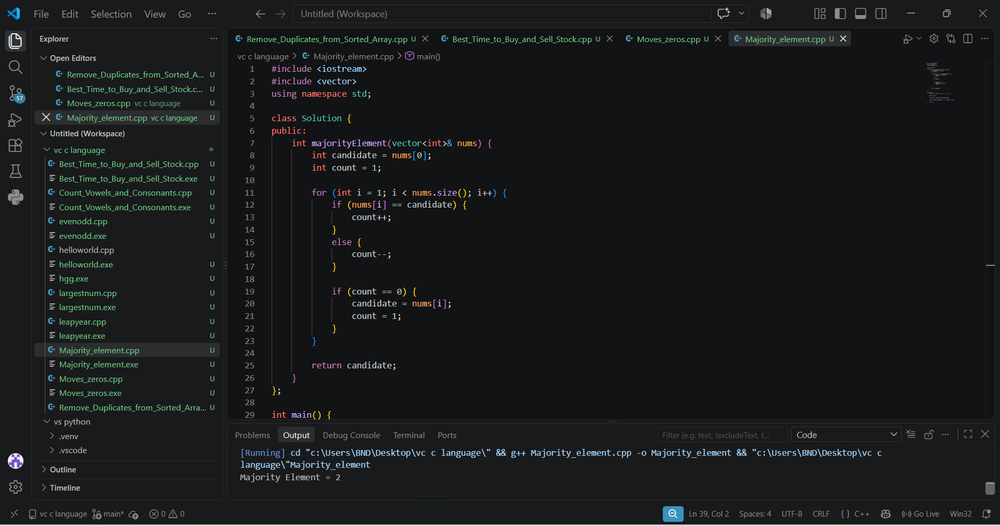 File Edit Selection View Go ···
Untitled (Workspace)
Explorer
Open Editors
Remove_Duplicates_from_Sorted_A... U
Best_Time_to_Buy_and_Sell_Stock.c... U
Moves_zeros.cpp vc c language U
Majority_element.cpp vc c language U
Untitled (Workspace)
vc c language
Best_Time_to_Buy_and_Sell_Stock.cpp U
Best_Time_to_Buy_and_Sell_Stock.exe U
Count_Vowels_and_Consonants.cpp U
Count_Vowels_and_Consonants.exe U
evenodd.cpp U
evenodd.exe U
helloworld.cpp
helloworld.exe U
hgg.exe U
largestnum.cpp U
largestnum.exe U
leapyear.cpp U
leapyear.exe U
Majority_element.cpp U
Majority_element.exe U
Moves_zeros.cpp U
Moves_zeros.exe U
Remove_Duplicates_from_Sorted_Arra... U
vs python
.venv
.vscode
Outline
Timeline
57
Remove_Duplicates_from_Sorted_Array.cpp U Best_Time_to_Buy_and_Sell_Stock.cpp U Moves_zeros.cpp U Majority_element.cpp U
vc c language > Majority_element.cpp > main()
1 #include <iostream>
2 #include <vector>
3 using namespace std;
4
5 class Solution {
6 public:
7 int majorityElement(vector<int>& nums) {
8 int candidate = nums[0];
9 int count = 1;
10
11 for (int i = 1; i < nums.size(); i++) {
12 if (nums[i] == candidate) {
13 count++;
14 }
15 else {
16 count--;
17 }
18
19 if (count == 0) {
20 candidate = nums[i];
21 count = 1;
22 }
23 }
24
25 return candidate;
26 }
27 };
28
29 int main() {
Problems Output Debug Console Terminal Ports
Filter (e.g. text, !excludeText, t...
Code
[Running] cd "c:\Users\BND\Desktop\vc c language\" && g++ Majority_element.cpp -o Majority_element && "c:\Users\BND\Desktop\vc c
language\"Majority_element
Majority Element = 2
vc c language main* 0 0
Ln 39, Col 2 Spaces: 4 UTF-8 CRLF {} C++ Go Live Win32